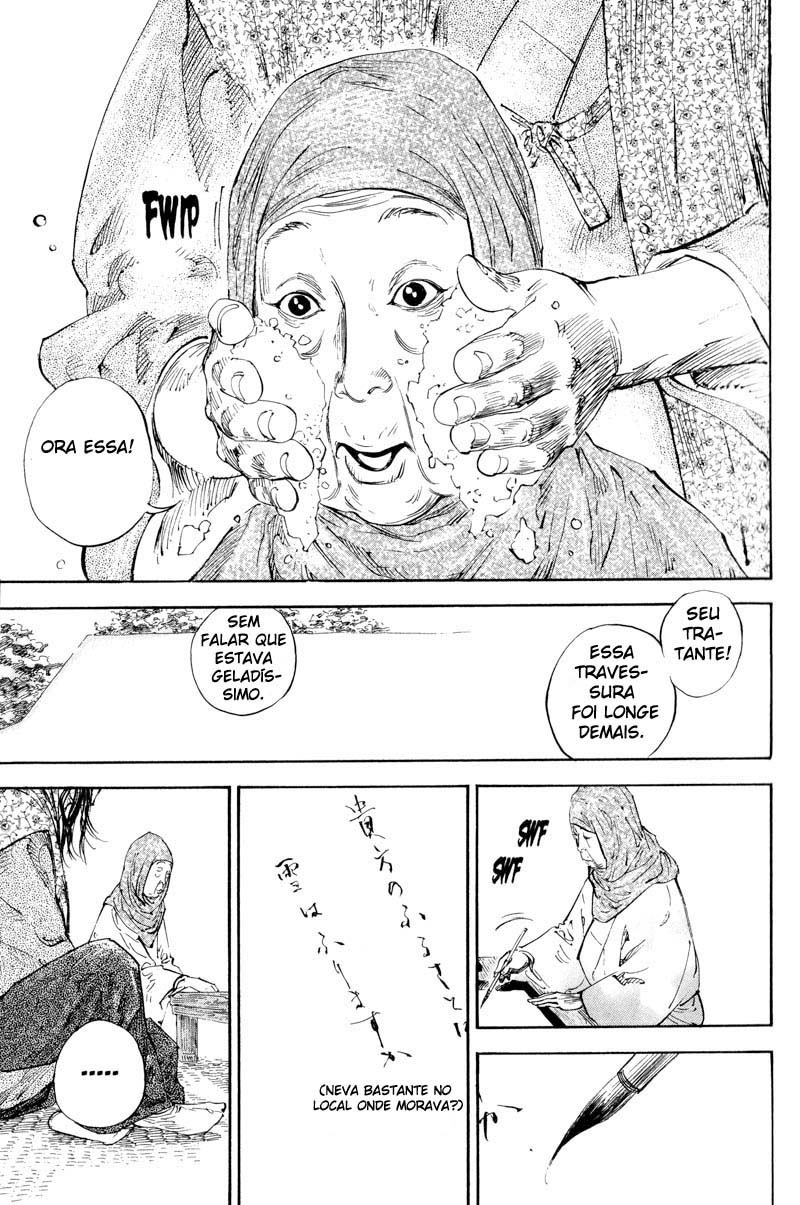 FWIP
ORA ESSA!
SEU
TRA-
TANTE!
ESSA
TRAVES-
SURA
FOI LONGE
DEMAIS.
SEM
FALAR QUE
ESTAVA
GELADÍS-
SIMO.
SWF
SWF
か
貴方のふるさとに
雪はふりますか
(NEVA BASTANTE NO
LOCAL ONDE MORAVA?)
.....